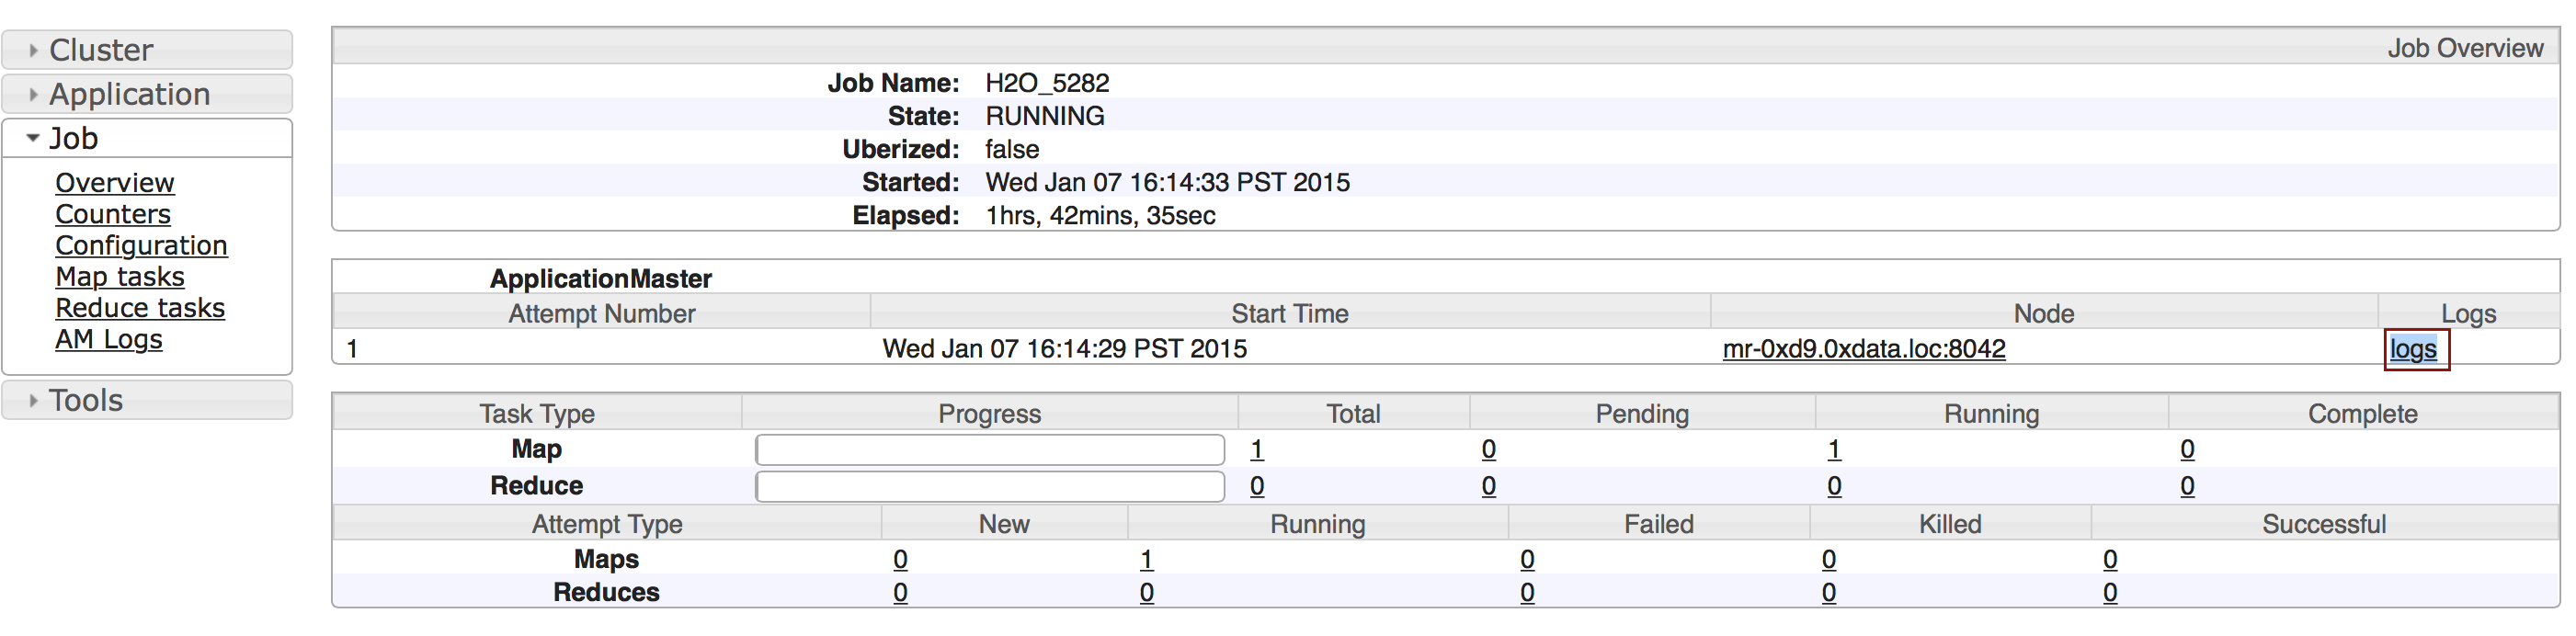 Cluster
Application
Job
Overview
Counters
Configuration
Map tasks
Reduce tasks
AM Logs
Tools
Job Overview
Job Name: H2O_5282
State: RUNNING
Uberized: false
Started: Wed Jan 07 16:14:33 PST 2015
Elapsed: 1hrs, 42mins, 35sec
ApplicationMaster
Attempt Number Start Time Node Logs
1 Wed Jan 07 16:14:29 PST 2015 mr-0xd9.0xdata.loc:8042 logs
Task Type Progress Total Pending Running Complete
Map 1 0 1 0
Reduce 0 0 0 0
Attempt Type New Running Failed Killed Successful
Maps 0 1 0 0 0
Reduces 0 0 0 0 0